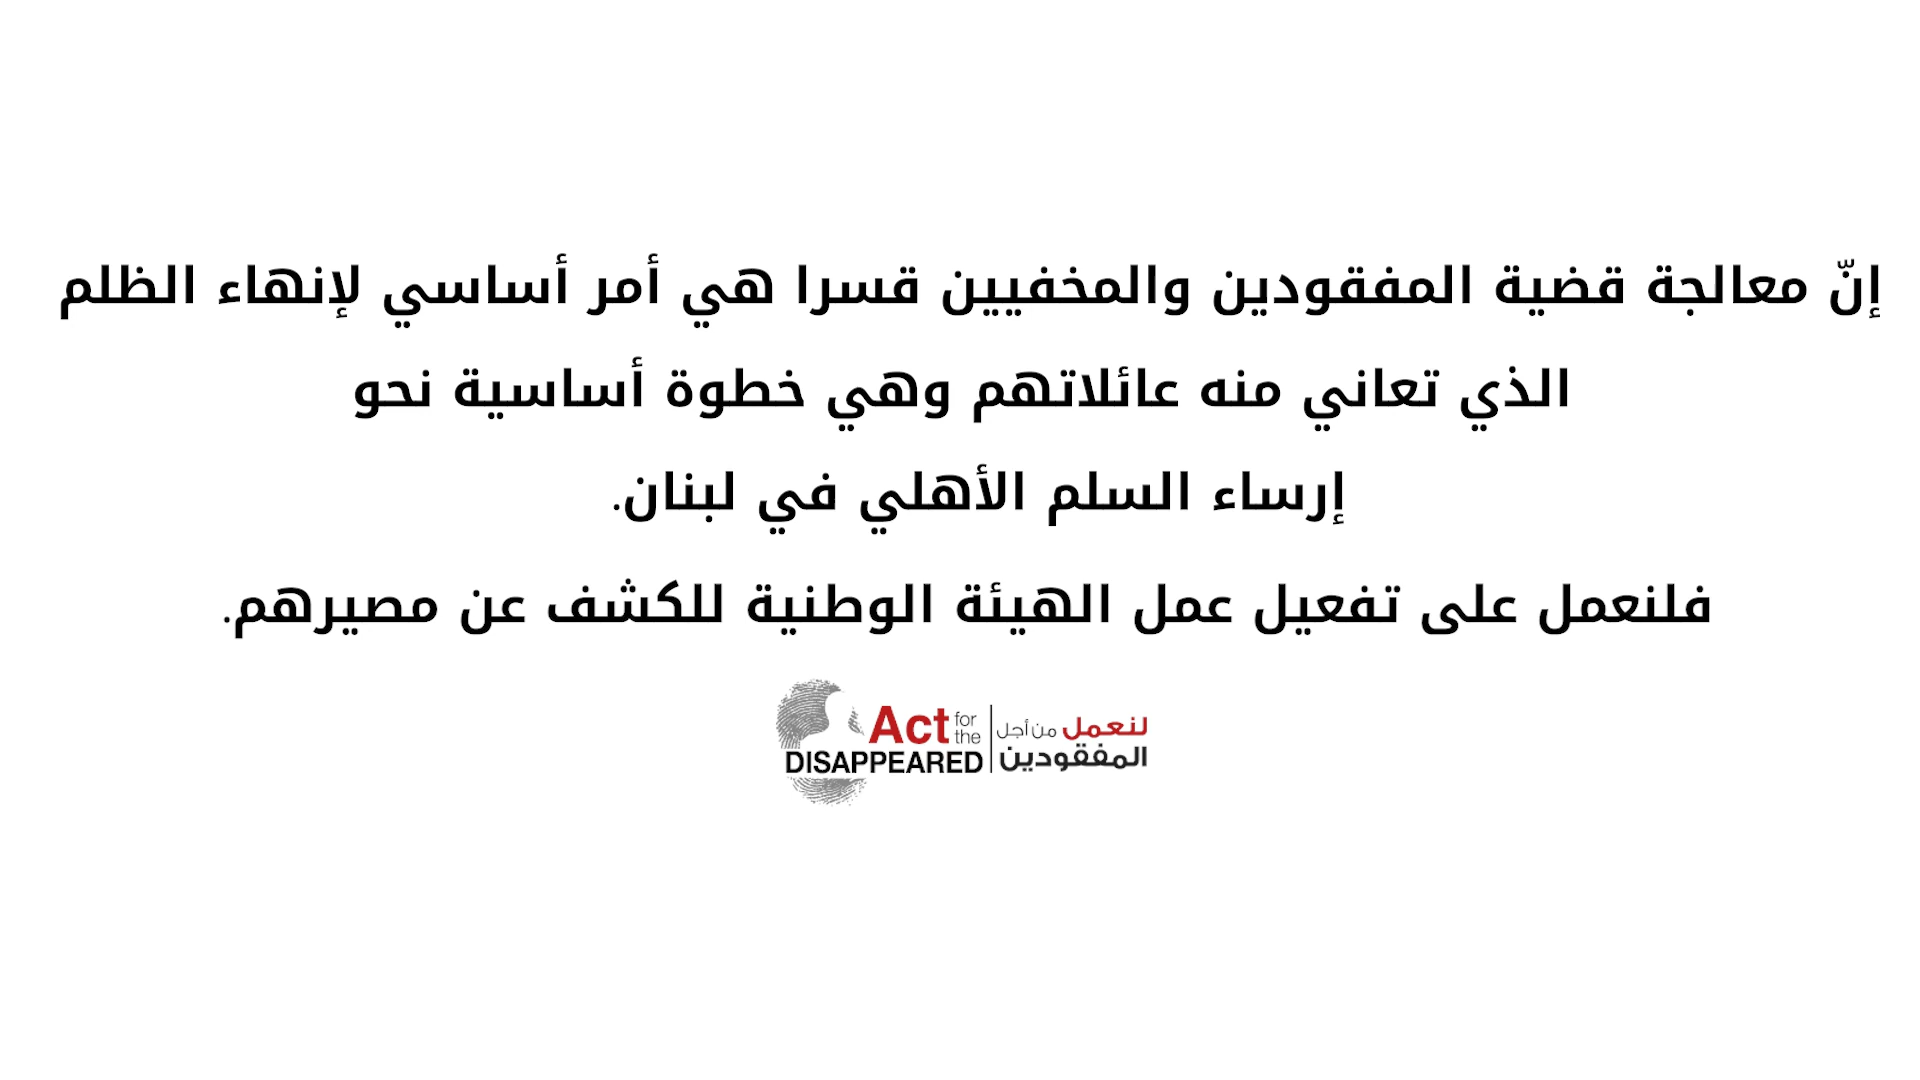 إنّ معالجة قضية المفقودين والمخفيين قسرا هي أمر أساسي لإنهاء الظلم
الذي تعاني منه عائلاتهم وهي خطوة أساسية نحو
إرساء السلم الأهلي في لبنان.
فلنعمل على تفعيل عمل الهيئة الوطنية للكشف عن مصيرهم.
Act for the
DISAPPEARED
لنعمل من أجل
المفقودين